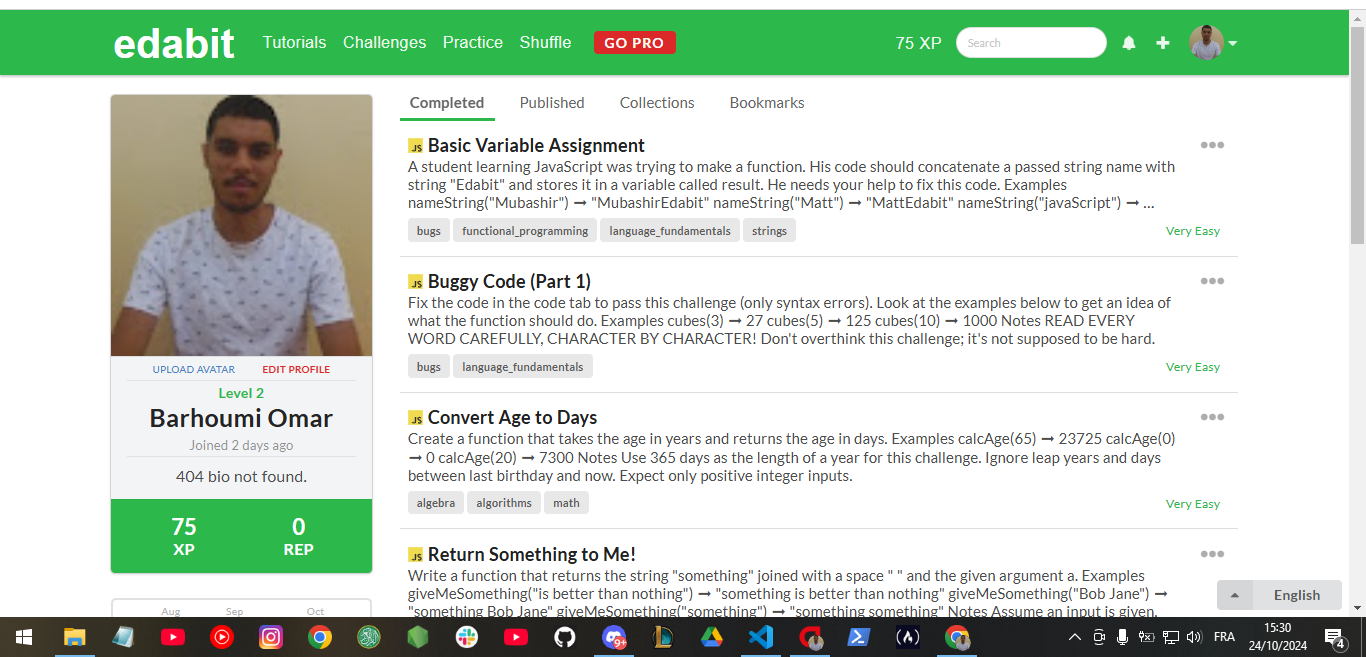 edabit Tutorials Challenges Practice Shuffle GO PRO 75 XP Search
Completed Published Collections Bookmarks
UPLOAD AVATAR EDIT PROFILE
Level 2
Barhoumi Omar
Joined 2 days ago
404 bio not found.
75 0
XP REP
Aug Sep Oct
JS Basic Variable Assignment
A student learning JavaScript was trying to make a function. His code should concatenate a passed string name with
string "Edabit" and stores it in a variable called result. He needs your help to fix this code. Examples
nameString("Mubashir") ➞ "MubashirEdabit" nameString("Matt") ➞ "MattEdabit" nameString("javaScript") ➞ ...
bugs functional_programming language_fundamentals strings Very Easy
JS Buggy Code (Part 1)
Fix the code in the code tab to pass this challenge (only syntax errors). Look at the examples below to get an idea of
what the function should do. Examples cubes(3) ➞ 27 cubes(5) ➞ 125 cubes(10) ➞ 1000 Notes READ EVERY
WORD CAREFULLY, CHARACTER BY CHARACTER! Don't overthink this challenge; it's not supposed to be hard.
bugs language_fundamentals Very Easy
JS Convert Age to Days
Create a function that takes the age in years and returns the age in days. Examples calcAge(65) ➞ 23725 calcAge(0)
➞ 0 calcAge(20) ➞ 7300 Notes Use 365 days as the length of a year for this challenge. Ignore leap years and days
between last birthday and now. Expect only positive integer inputs.
algebra algorithms math Very Easy
JS Return Something to Me!
Write a function that returns the string "something" joined with a space " " and the given argument a. Examples
giveMeSomething("is better than nothing") ➞ "something is better than nothing" giveMeSomething("Bob Jane") ➞
"something Bob Jane" giveMeSomething("something") ➞ "something something" Notes Assume an input is given.
English
9+ FRA 15:30
24/10/2024 4